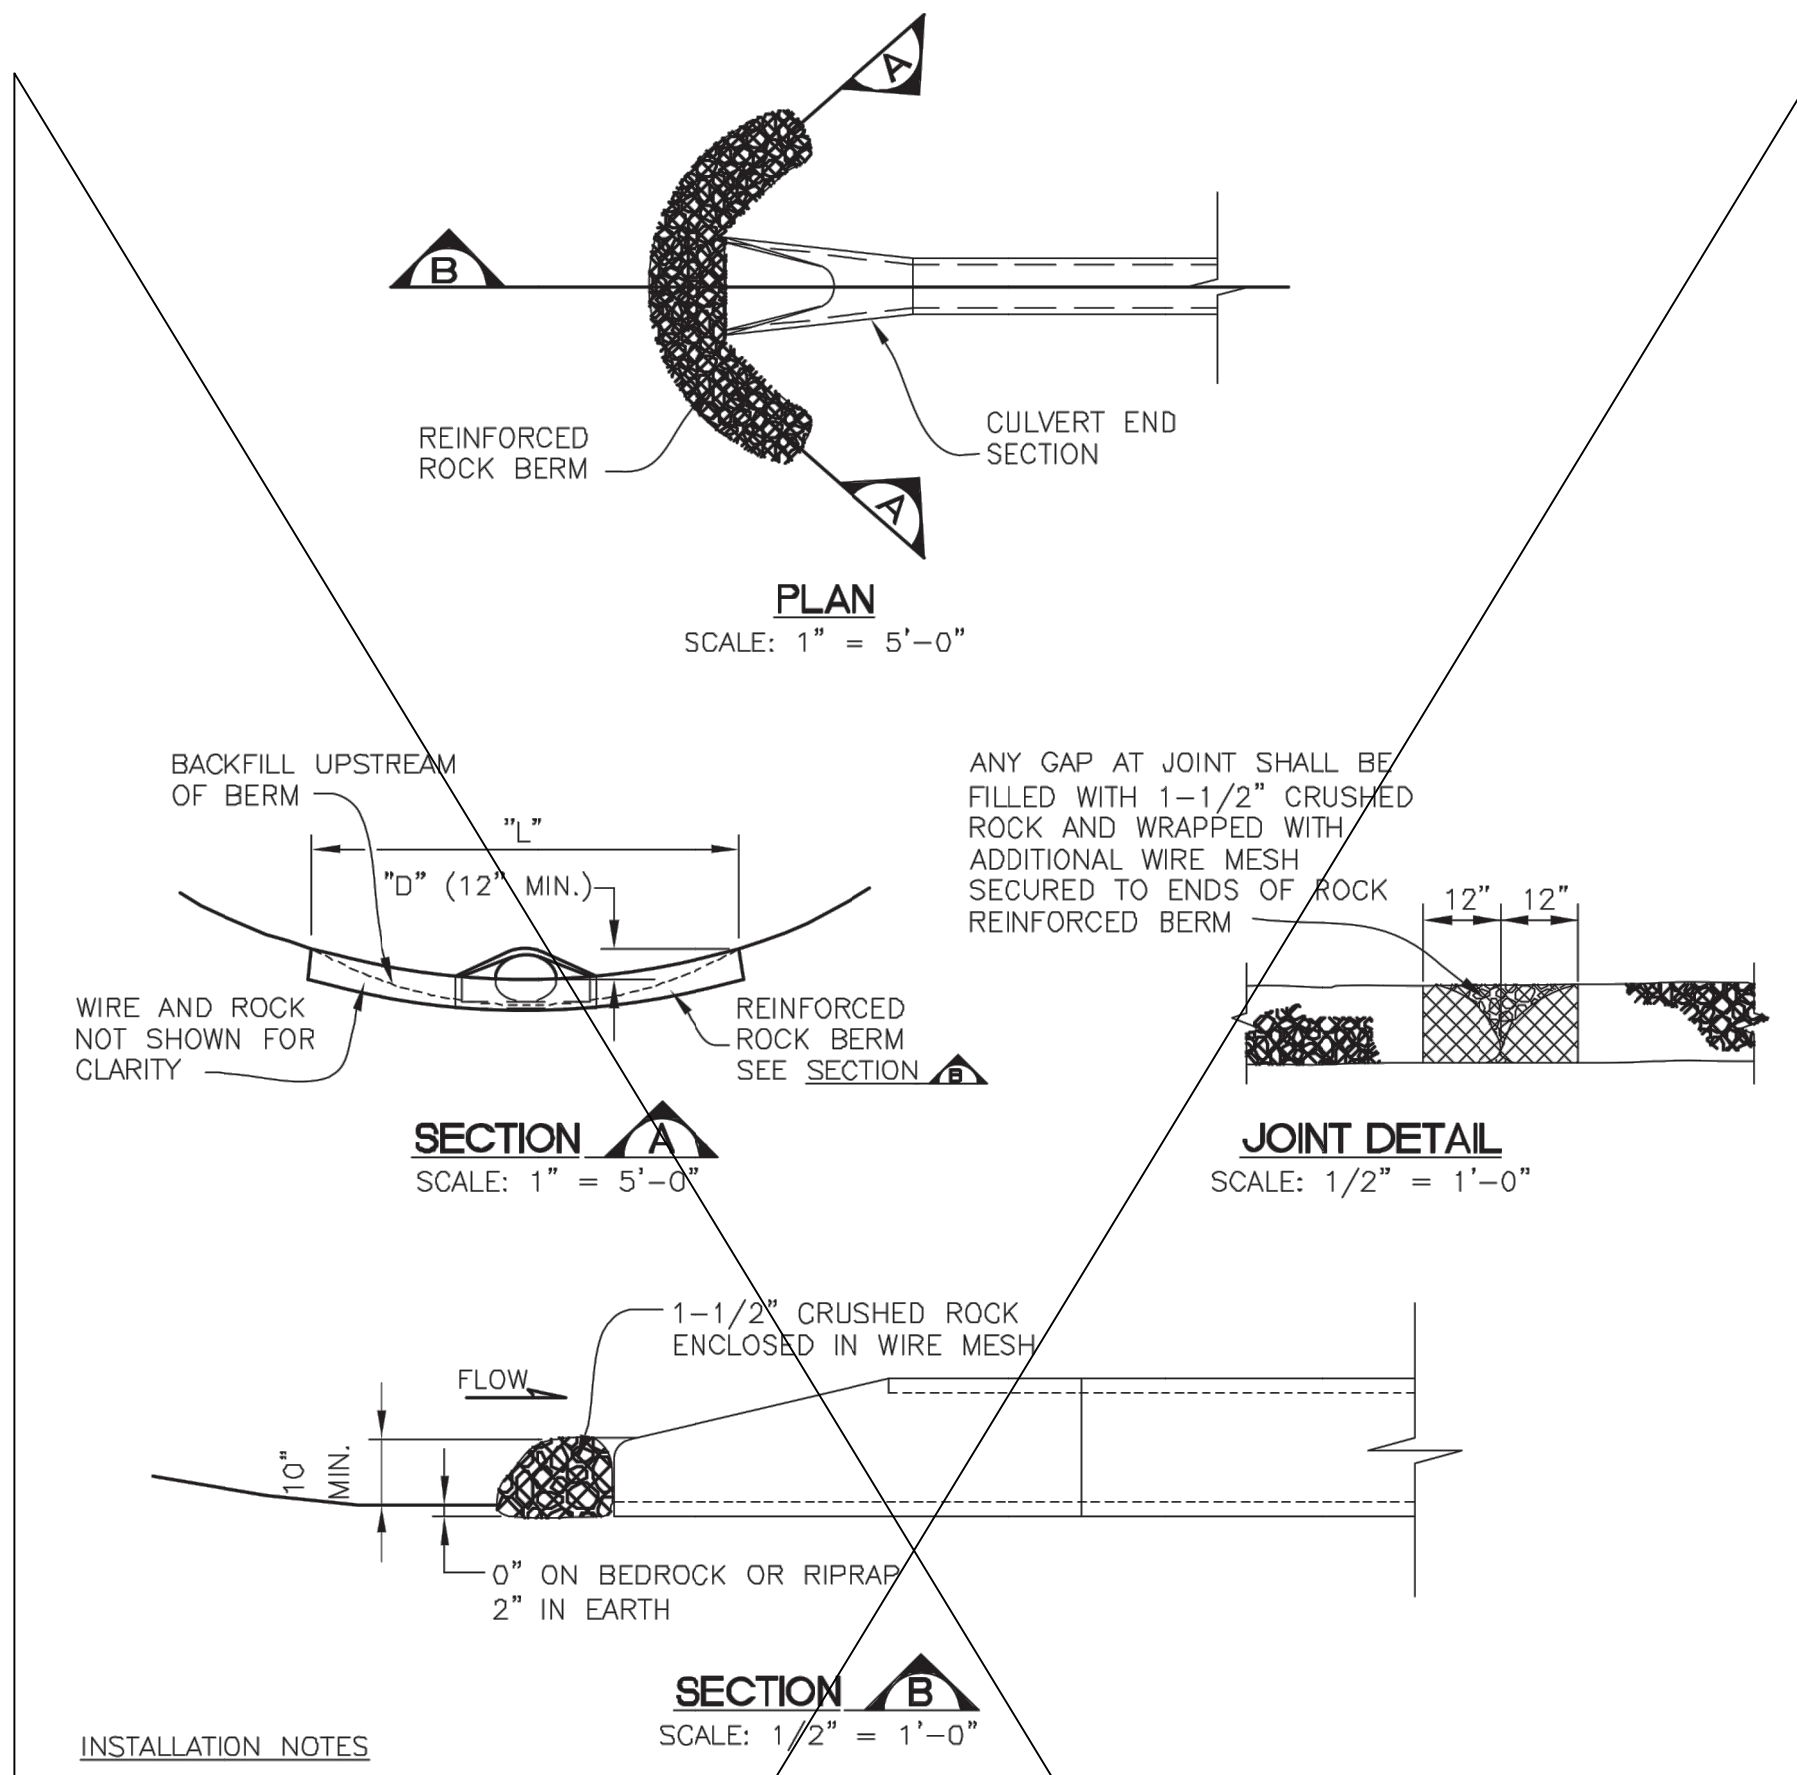 A
B
REINFORCED
ROCK BERM
CULVERT END
SECTION
A
PLAN
SCALE: 1" = 5'-0"
BACKFILL UPSTREAM
OF BERM
"L"
"D" (12" MIN.)
WIRE AND ROCK
NOT SHOWN FOR
CLARITY
REINFORCED
ROCK BERM
SEE SECTION B
SECTION A
SCALE: 1" = 5'-0"
ANY GAP AT JOINT SHALL BE
FILLED WITH 1-1/2" CRUSHED
ROCK AND WRAPPED WITH
ADDITIONAL WIRE MESH
SECURED TO ENDS OF ROCK
REINFORCED BERM
12" 12"
JOINT DETAIL
SCALE: 1/2" = 1'-0"
1-1/2" CRUSHED ROCK
ENCLOSED IN WIRE MESH
FLOW
10"
MIN.
0" ON BEDROCK OR RIPRAP
2" IN EARTH
SECTION B
SCALE: 1/2" = 1'-0"
INSTALLATION NOTES